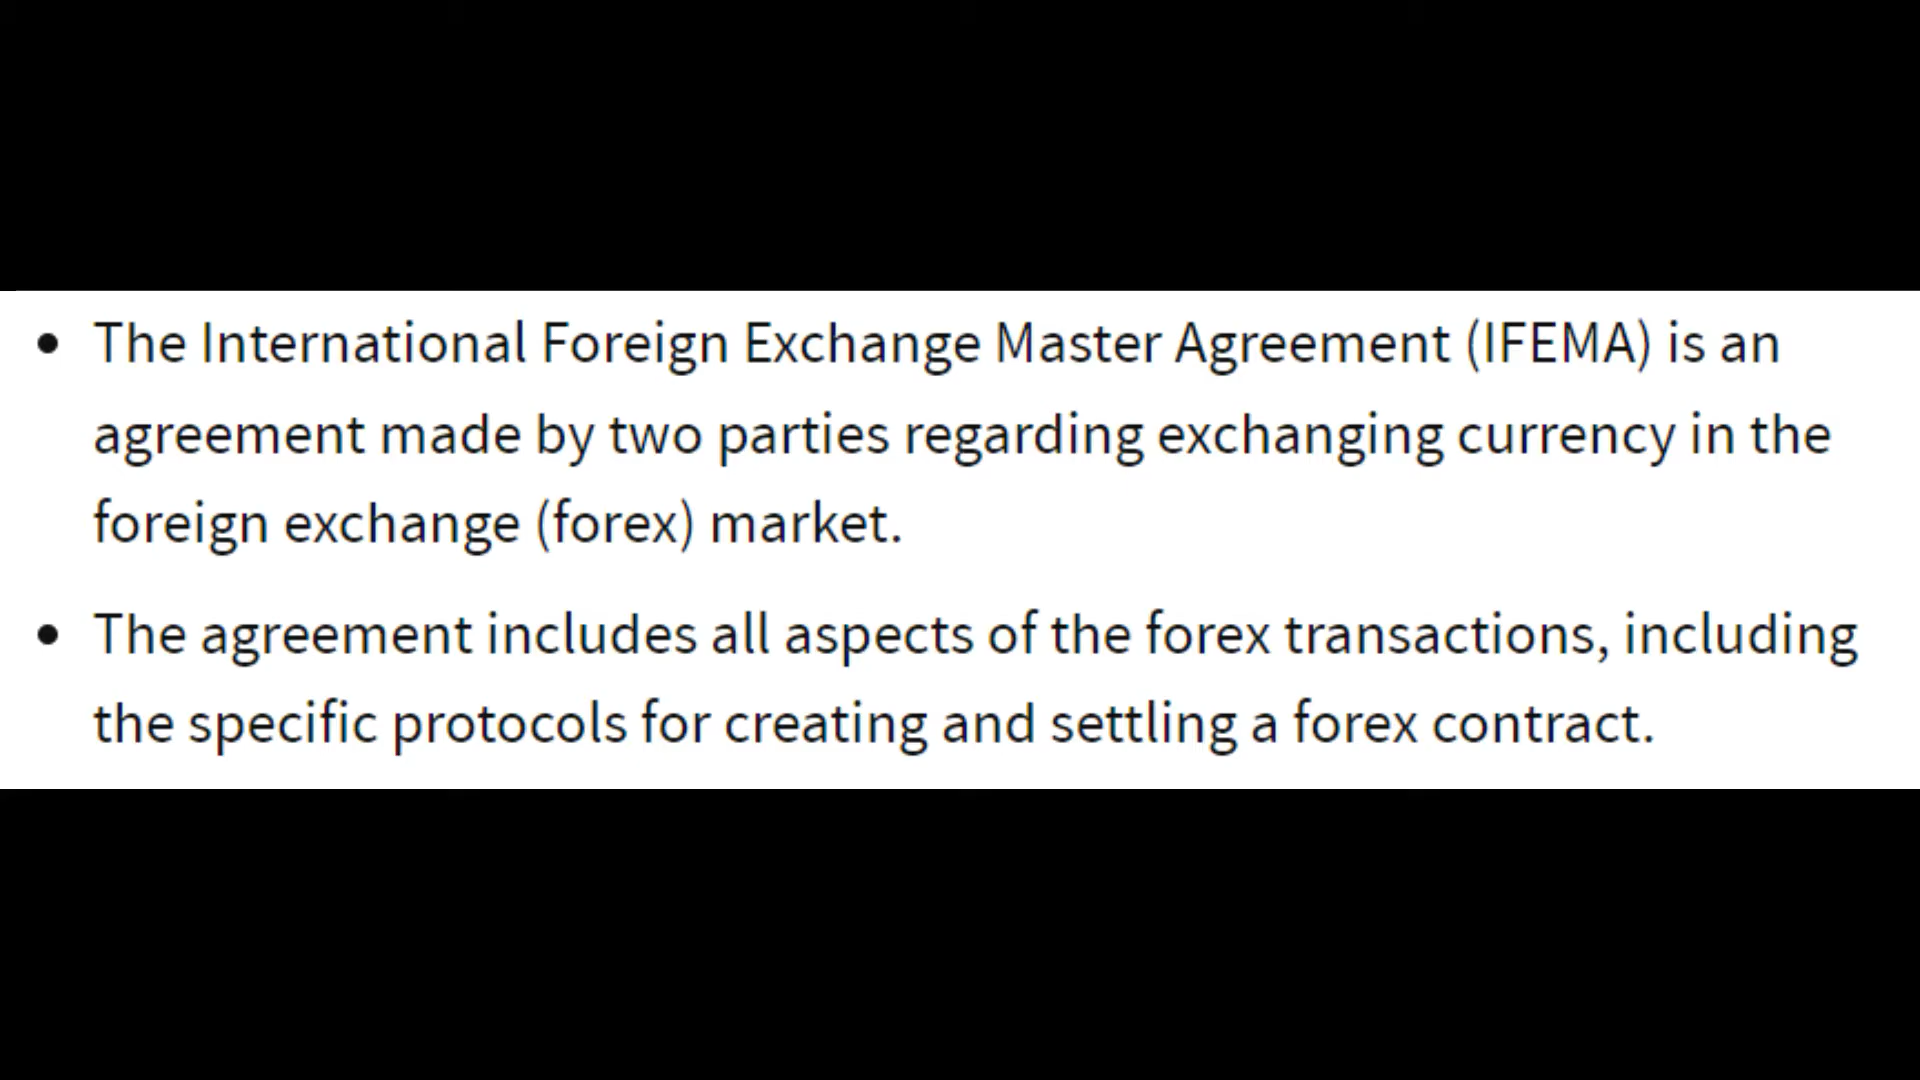 • The International Foreign Exchange Master Agreement (IFEMA) is an
agreement made by two parties regarding exchanging currency in the
foreign exchange (forex) market.
• The agreement includes all aspects of the forex transactions, including
the specific protocols for creating and settling a forex contract.